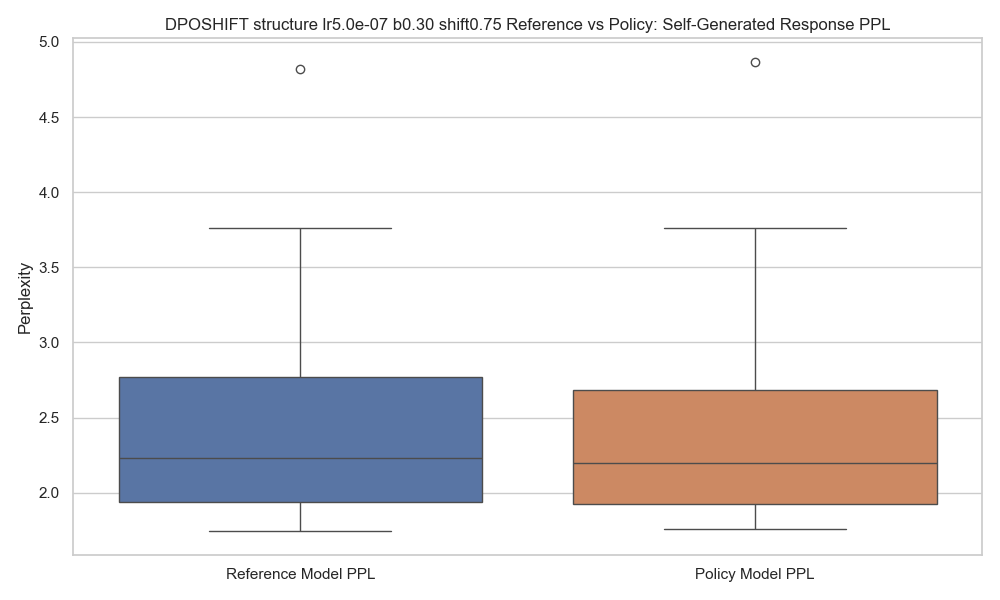 DPOSHIFT structure lr5.0e-07 b0.30 shift0.75 Reference vs Policy: Self-Generated Response PPL
5.0
4.5
4.0
3.5
3.0
2.5
2.0
Perplexity
Reference Model PPL
Policy Model PPL